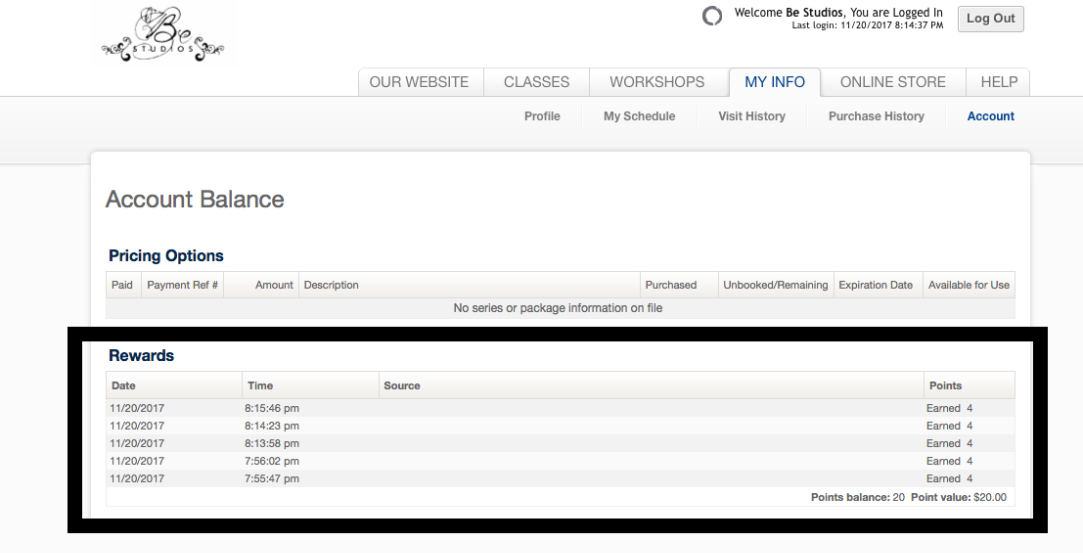 Be
STUDIOS
Welcome Be Studios, You are Logged In
Last login: 11/20/2017 8:14:37 PM
Log Out
OUR WEBSITE CLASSES WORKSHOPS MY INFO ONLINE STORE HELP
Profile My Schedule Visit History Purchase History Account
Account Balance
Pricing Options
Paid Payment Ref # Amount Description Purchased Unbooked/Remaining Expiration Date Available for Use
No series or package information on file
Rewards
Date Time Source Points
11/20/2017 8:15:46 pm Earned 4
11/20/2017 8:14:23 pm Earned 4
11/20/2017 8:13:58 pm Earned 4
11/20/2017 7:56:02 pm Earned 4
11/20/2017 7:55:47 pm Earned 4
Points balance: 20 Point value: $20.00